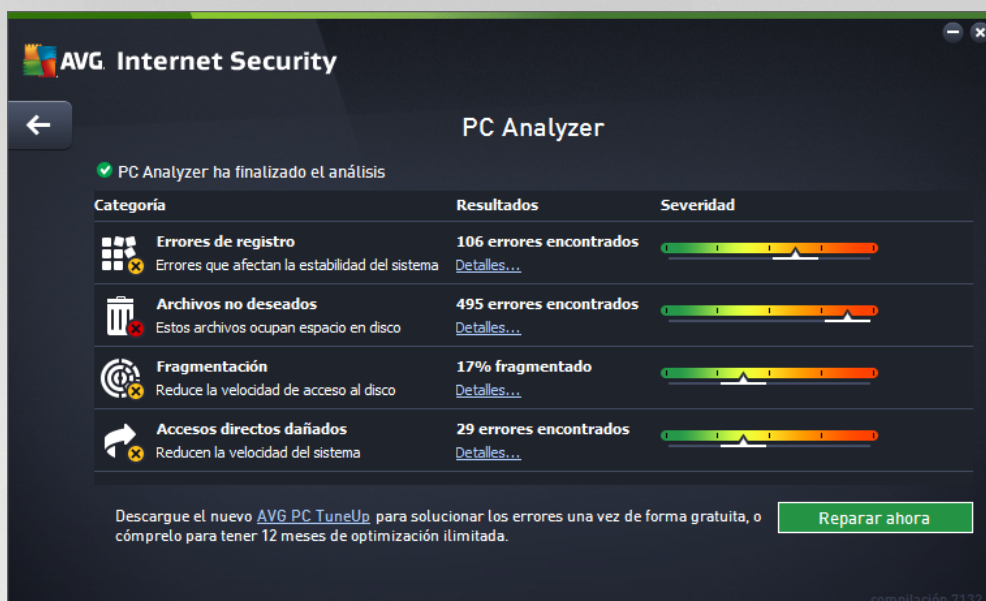 AVG Internet Security
PC Analyzer
PC Analyzer ha finalizado el análisis
Categoría Resultados Severidad
Errores de registro 106 errores encontrados
Errores que afectan la estabilidad del sistema Detalles...
Archivos no deseados 495 errores encontrados
Estos archivos ocupan espacio en disco Detalles...
Fragmentación 17% fragmentado
Reduce la velocidad de acceso al disco Detalles...
Accesos directos dañados 29 errores encontrados
Reducen la velocidad del sistema Detalles...
Descargue el nuevo AVG PC TuneUp para solucionar los errores una vez de forma gratuita, o
cómprelo para tener 12 meses de optimización ilimitada.
Reparar ahora
compilación 3132